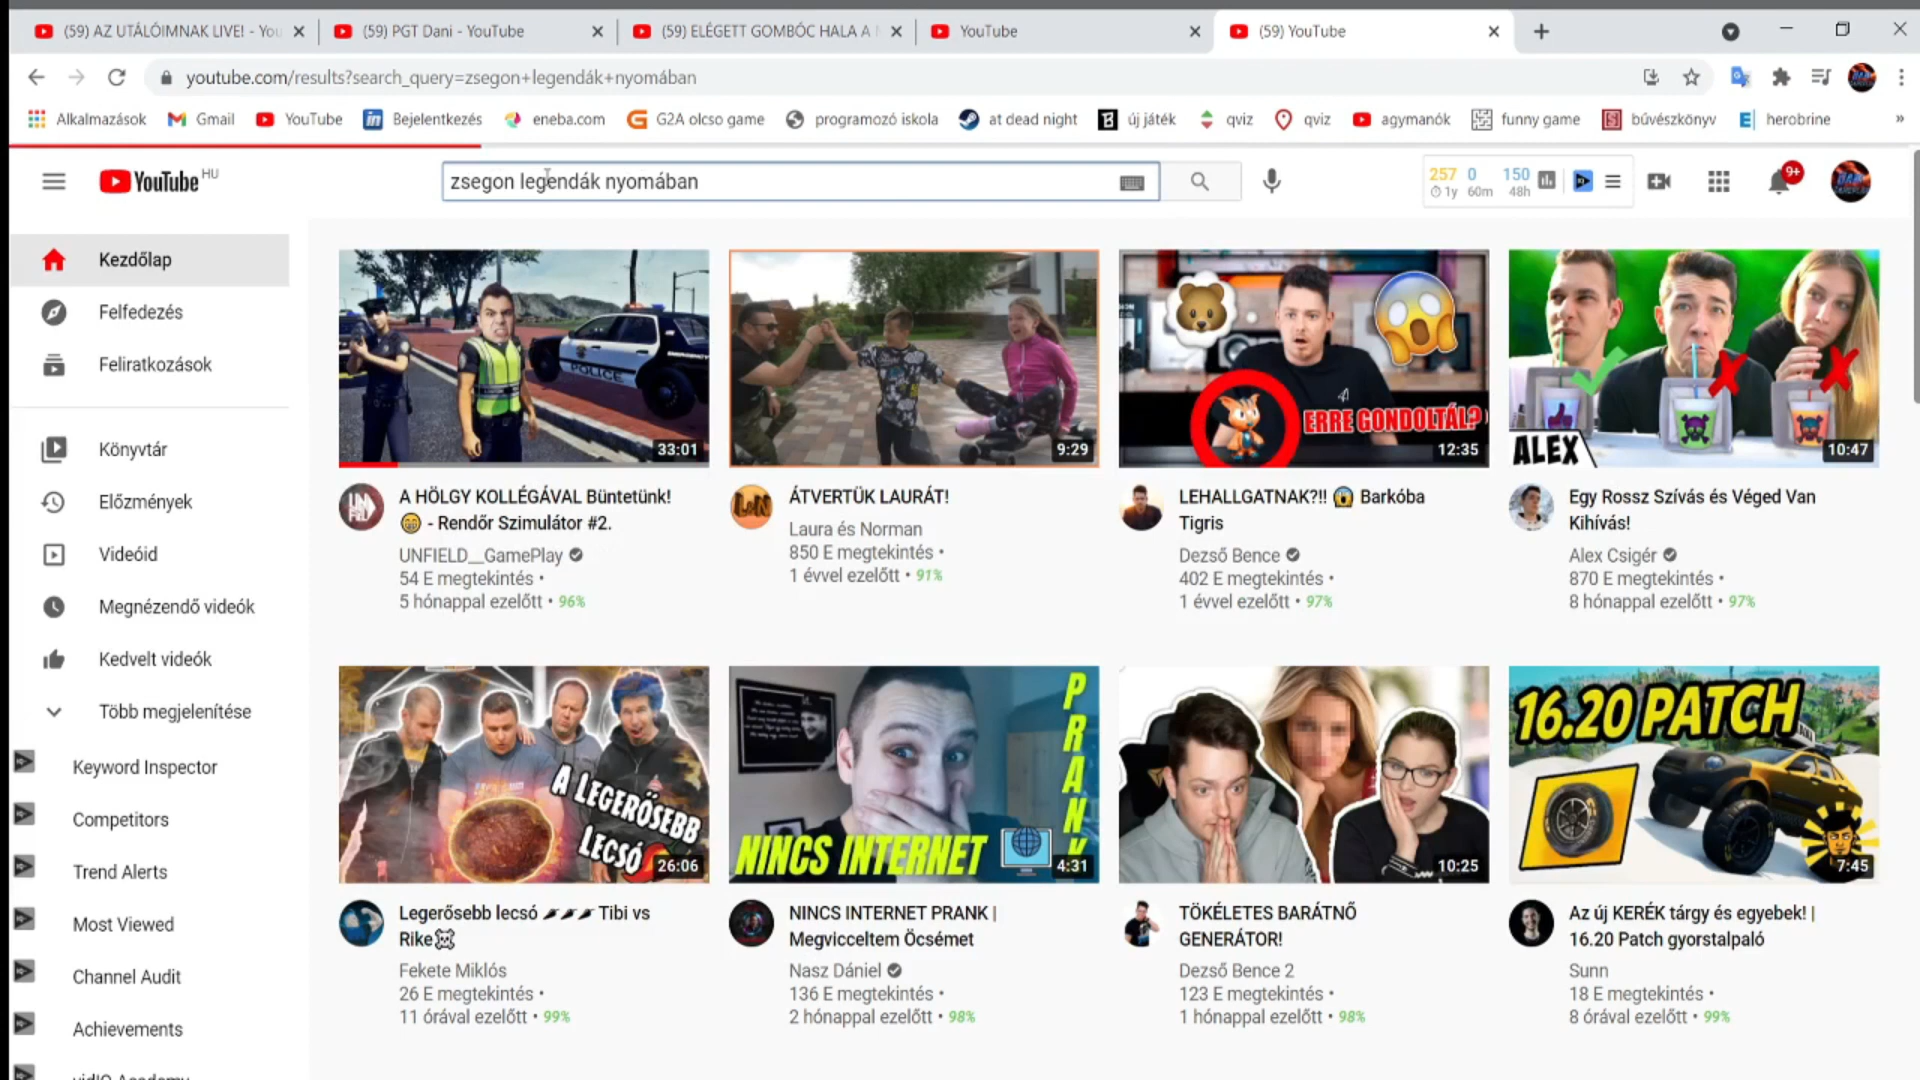 (59) AZ UTÁLÓIMNAK LIVE! - You
(59) PGT Dani - YouTube
(59) ELÉGETT GOMBÓC HALA A
YouTube
(59) YouTube
youtube.com/results?search_query=zsegon+legendák+nyomában
Alkalmazások
Gmail
YouTube
Bejelentkezés
eneba.com
G2A olcso game
programozó iskola
at dead night
új játék
qviz
qviz
agymanók
funny game
bűvészkönyv
herobrine
»
YouTube HU
zsegon legendák nyomában
257 0 150
1y 60m 48h
9+
Kezdőlap
Felfedezés
Feliratkozások
Könyvtár
Előzmények
Videóid
Megnézendő videók
Kedvelt videók
Több megjelenítése
Keyword Inspector
Competitors
Trend Alerts
Most Viewed
Channel Audit
Achievements
vidIQ Academy
POLICE
33:01
A HÖLGY KOLLÉGÁVAL Büntetünk!
- Rendőr Szimulátor #2.
UNFIELD__GamePlay
54 E megtekintés •
5 hónappal ezelőtt • 96%
9:29
ÁTVERTÜK LAURÁT!
Laura és Norman
850 E megtekintés •
1 évvel ezelőtt • 91%
ERRE GONDOLTÁL?
12:35
LEHALLGATNAK?!! Barkóba
Tigris
Dezső Bence
402 E megtekintés •
1 évvel ezelőtt • 97%
ALEX
10:47
Egy Rossz Szívás és Véged Van
Kihívás!
Alex Csigér
870 E megtekintés •
8 hónappal ezelőtt • 97%
A LEGERŐSEBB
LECSÓ
26:06
Legerősebb lecsó Tibi vs
Rike
Fekete Miklós
26 E megtekintés •
11 órával ezelőtt • 99%
PRANK
NINCS INTERNET
4:31
NINCS INTERNET PRANK |
Megvicceltem Öcsémet
Nasz Dániel
136 E megtekintés •
2 hónappal ezelőtt • 98%
10:25
TÖKÉLETES BARÁTNŐ
GENERÁTOR!
Dezső Bence 2
123 E megtekintés •
1 hónappal ezelőtt • 98%
16.20 PATCH
7:45
Az új KERÉK tárgy és egyebek! |
16.20 Patch gyorstalpaló
Sunn
18 E megtekintés •
8 órával ezelőtt • 99%